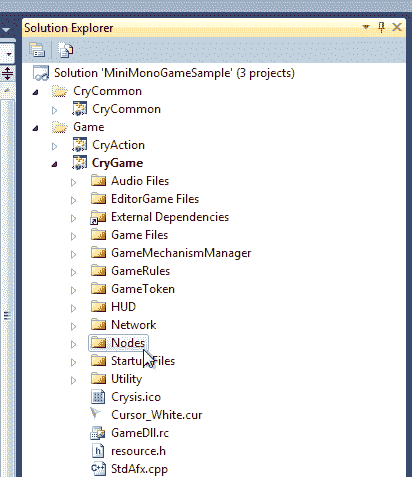 Solution Explorer
Solution 'MiniMonoGameSample' (3 projects)
CryCommon
CryCommon
Game
CryAction
CryGame
Audio Files
EditorGame Files
External Dependencies
Game Files
GameMechanismManager
GameRules
GameToken
HUD
Network
Nodes
Startup Files
Utility
Crysis.ico
Cursor_White.cur
GameDll.rc
resource.h
StdAfx.cpp